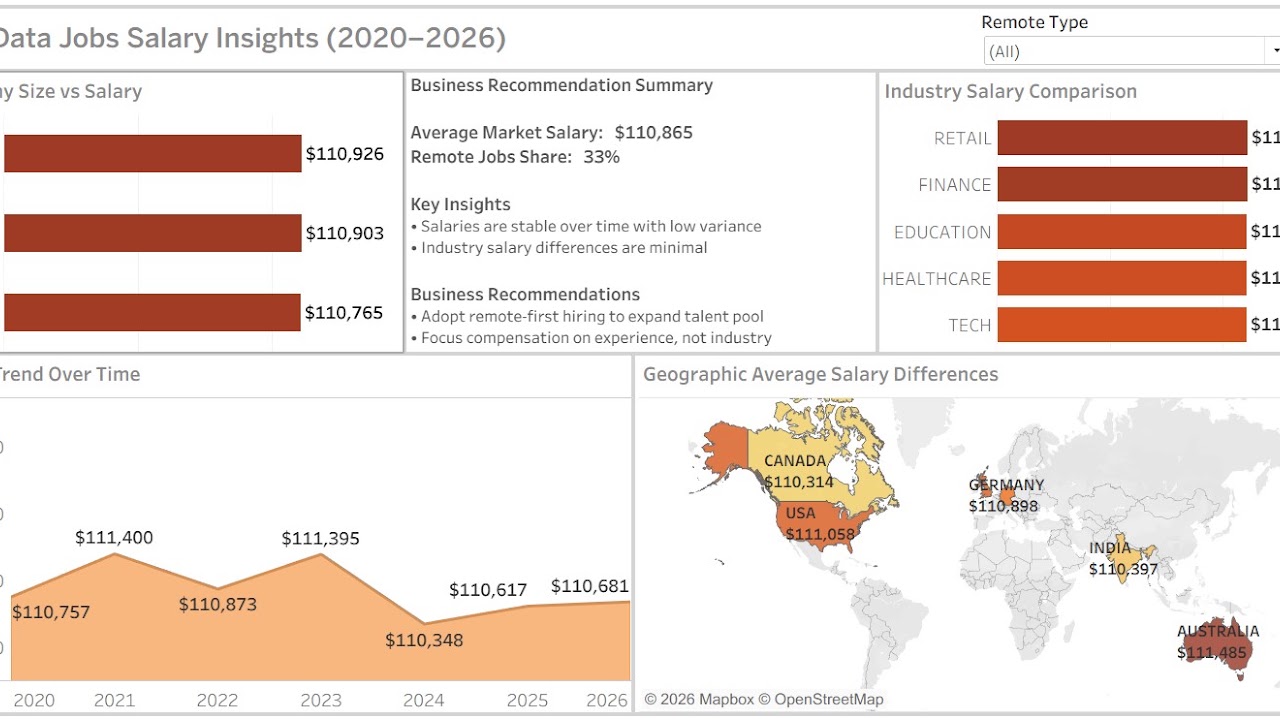 Data Jobs Salary Insights (2020–2026)
Remote Type
(All)
Size vs Salary
$110,926
$110,903
$110,765
Business Recommendation Summary
Average Market Salary: $110,865
Remote Jobs Share: 33%
Key Insights
• Salaries are stable over time with low variance
• Industry salary differences are minimal
Business Recommendations
• Adopt remote-first hiring to expand talent pool
• Focus compensation on experience, not industry
Industry Salary Comparison
RETAIL
FINANCE
EDUCATION
HEALTHCARE
TECH
Trend Over Time
$110,757
$111,400
$110,873
$111,395
$110,348
$110,617
$110,681
2020 2021 2022 2023 2024 2025 2026
Geographic Average Salary Differences
CANADA
$110,314
USA
$111,058
GERMANY
$110,898
INDIA
$110,397
AUSTRALIA
$111,485
© 2026 Mapbox © OpenStreetMap